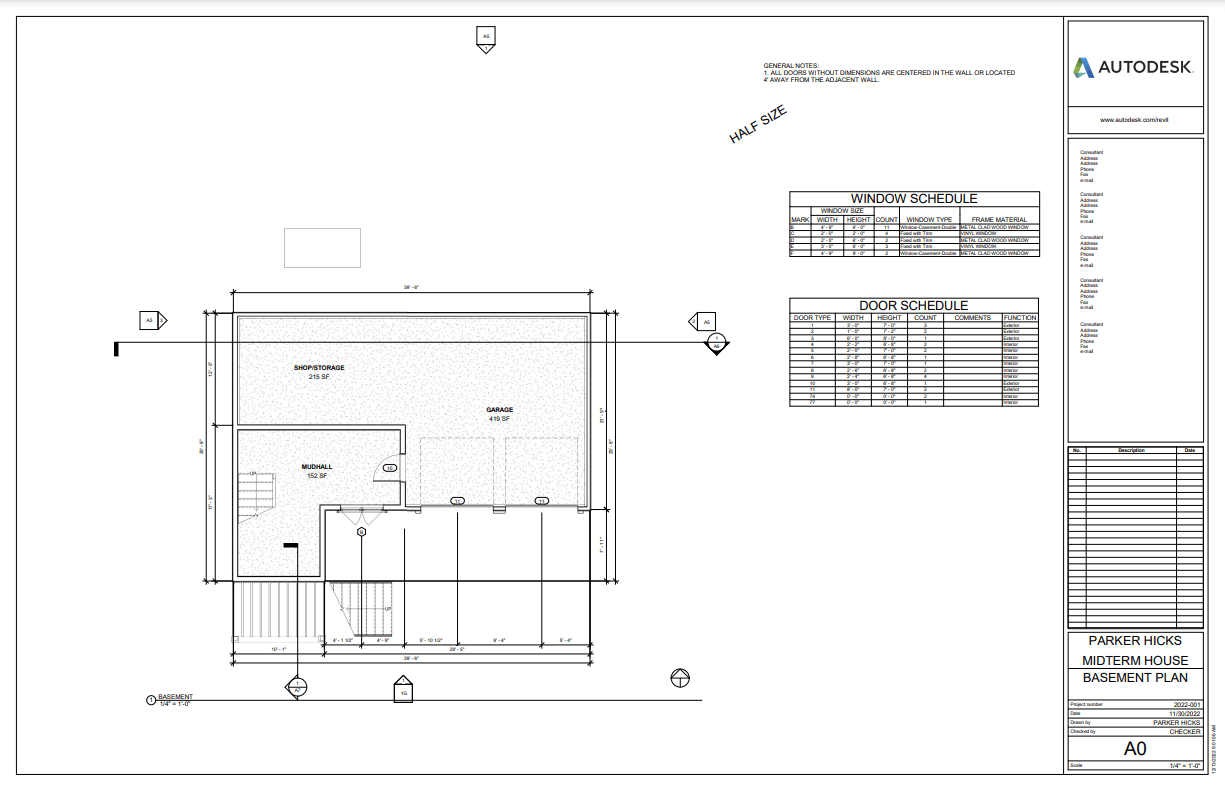 A5
1
GENERAL NOTES:
1. ALL DOORS WITHOUT DIMENSIONS ARE CENTERED IN THE WALL OR LOCATED
4' AWAY FROM THE ADJACENT WALL.
HALF SIZE
WINDOW SCHEDULE
WINDOW SIZE
MARK WIDTH HEIGHT COUNT WINDOW TYPE FRAME MATERIAL
4' - 9" 6' - 0" 11 Window-Casement-Double METAL CLAD WOOD WINDOW
C 2' - 0" 2' - 0" 4 Fixed with Trim VINYL WINDOW
D 2' - 0" 6' - 0" 2 Fixed with Trim METAL CLAD WOOD WINDOW
E 3' - 0" 6' - 0" 3 Fixed with Trim VINYL WINDOW
F 4' - 9" 2 Window-Casement-Double METAL CLAD WOOD WINDOW
DOOR SCHEDULE
DOOR TYPE WIDTH HEIGHT COUNT COMMENTS FUNCTION
1 3' - 0" 7' - 0" 3 Exterior
2 1' - 0" 7' - 2" 2 Exterior
3 6' - 0" 8' - 0" 1 Exterior
4 2' - 2" 6' - 8" 2 Interior
5 2' - 0" 7' - 0" 2 Interior
6 2' - 8" 6' - 8" 1 Interior
7 3' - 0" 7' - 0" 1 Interior
8 2' - 6" 6' - 8" 2 Interior
9 2' - 4" 6' - 8" 4 Interior
10 3' - 0" 6' - 8" 1 Exterior
11 8' - 0" 7' - 0" 2 Exterior
74 0' - 0" 0' - 0" 2 Interior
77 0' - 0" 0' - 0" 1 Interior
39' - 6"
A5 3
2 A5
1
A6
12' - 3"
29' - 6"
17' - 3"
21' - 7"
29' - 6"
7' - 11"
SHOP/STORAGE
215 SF
GARAGE
419 SF
MUDHALL
152 SF
10
UP
11
11
B
UP
4' - 1 1/2"
4' - 9"
5' - 10 1/2"
9' - 4"
5' - 4"
10' - 1"
29' - 5"
39' - 6"
1
A7
1
1G
1
BASEMENT
1/4" = 1'-0"
AUTODESK.
www.autodesk.com/revit
Consultant
Address
Address
Phone
Fax
e-mail
Consultant
Address
Address
Phone
Fax
e-mail
Consultant
Address
Address
Phone
Fax
e-mail
Consultant
Address
Address
Phone
Fax
e-mail
Consultant
Address
Address
Phone
Fax
e-mail
No. Description Date
PARKER HICKS
MIDTERM HOUSE
BASEMENT PLAN
Project number 2022-001
Date 11/30/2022
Drawn by PARKER HICKS
Checked by CHECKER
A0
Scale 1/4" = 1'-0"